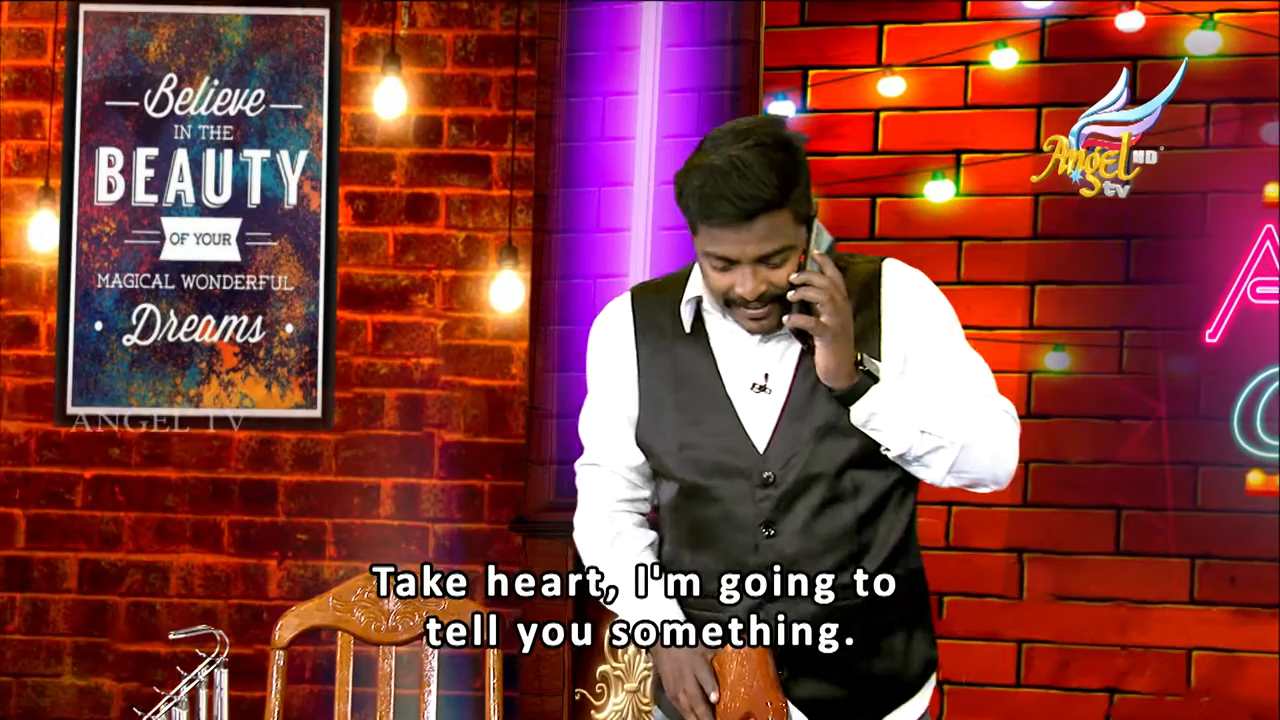 Believe
IN THE
BEAUTY
OF YOUR
MAGICAL WONDERFUL
Dreams
ANGEL TV
Angel HD
tv
Take heart, I'm going to
tell you something.